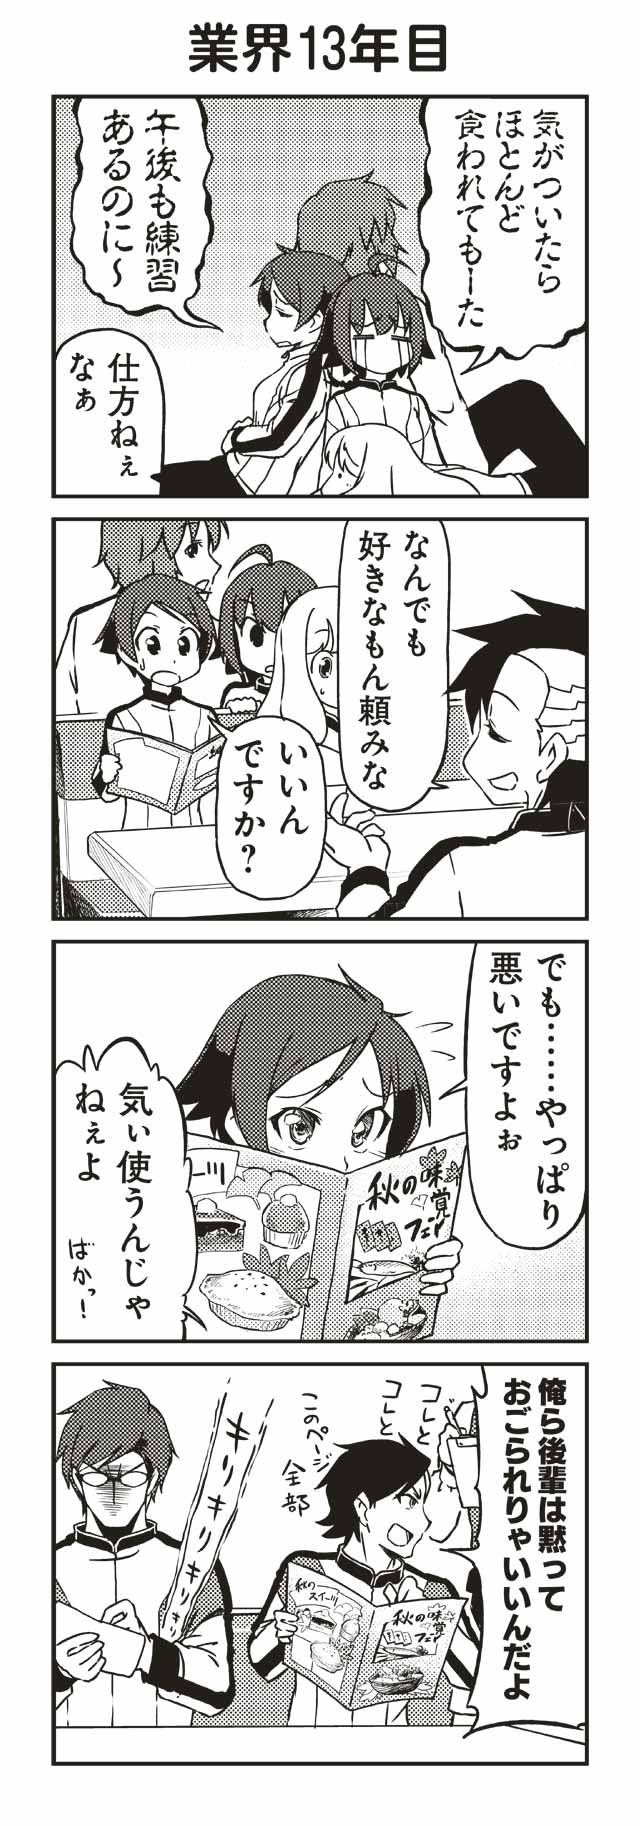 業界13年目
気がついたら
ほとんど
食われてもーた
午後も練習
あるのに～
仕方ねぇ
なぁ
なんでも
好きなもん頼みな
いいん
ですか？
でも……やっぱり
悪いですよぉ
気ぃ使うんじゃ
ねぇよ
ばかっ！
秋の味覚
フェア
俺ら後輩は黙って
おごられりゃいいんだよ
コレと
コレと
このページ
全部
キリキリキリキリキリ
秋の
スイーツ
秋の味覚
フェア